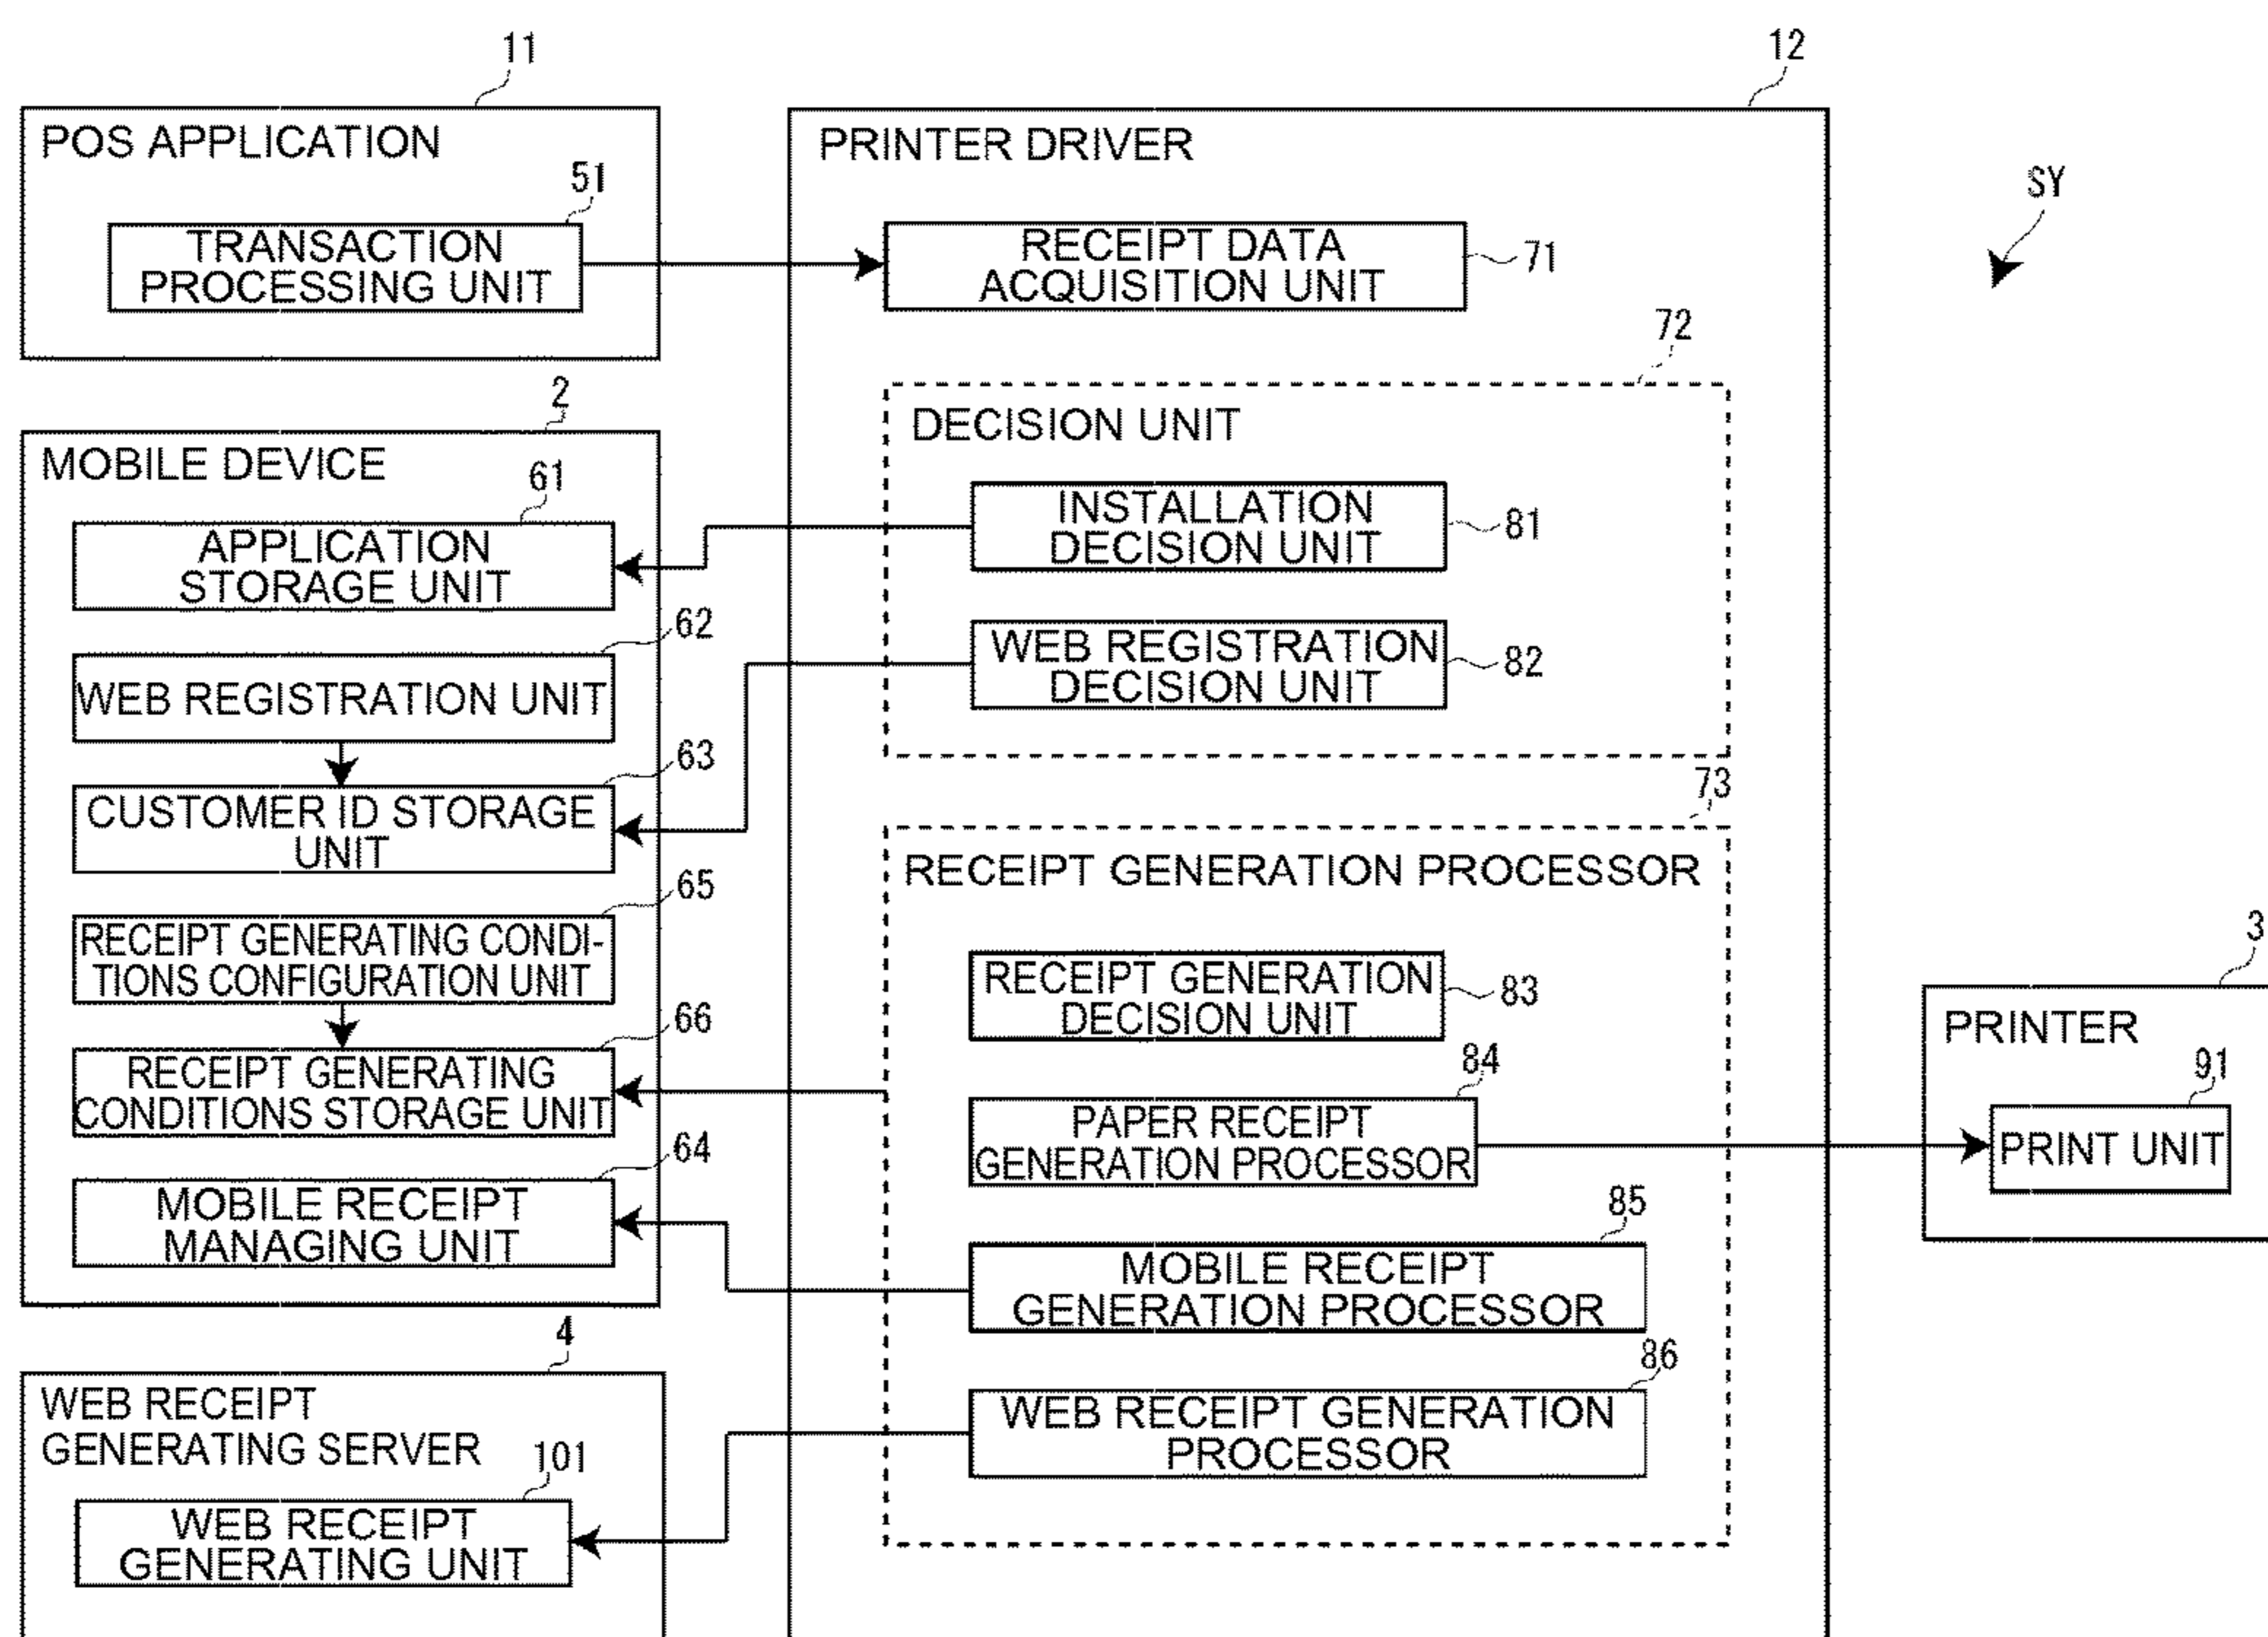 11
POS APPLICATION
51
TRANSACTION
PROCESSING UNIT
2
MOBILE DEVICE
61
APPLICATION
STORAGE UNIT
62
WEB REGISTRATION UNIT
63
CUSTOMER ID STORAGE
UNIT
65
RECEIPT GENERATING CONDI-
TIONS CONFIGURATION UNIT
66
RECEIPT GENERATING
CONDITIONS STORAGE UNIT
64
MOBILE RECEIPT
MANAGING UNIT
4
WEB RECEIPT
GENERATING SERVER
101
WEB RECEIPT
GENERATING UNIT
12
PRINTER DRIVER
RECEIPT DATA
ACQUISITION UNIT
71
72
DECISION UNIT
INSTALLATION
DECISION UNIT
81
WEB REGISTRATION
DECISION UNIT
82
73
RECEIPT GENERATION PROCESSOR
RECEIPT GENERATION
DECISION UNIT
83
84
PAPER RECEIPT
GENERATION PROCESSOR
85
MOBILE RECEIPT
GENERATION PROCESSOR
86
WEB RECEIPT GENERATION
PROCESSOR
SY
3
PRINTER
91
PRINT UNIT